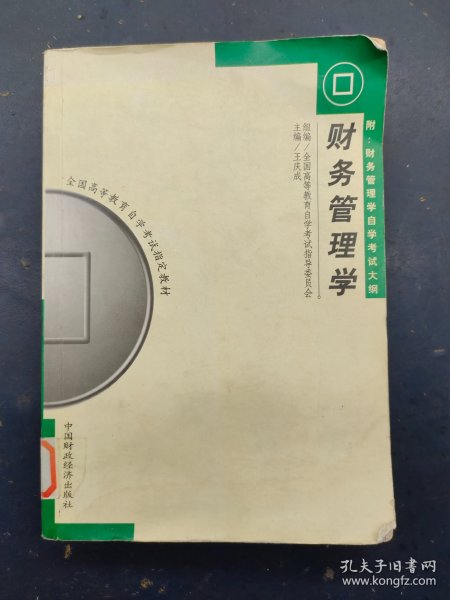 附：财务管理学自学考试大纲
财务管理学
组编/全国高等教育自学考试指导委员会
主编/王庆成
全国高等教育自学考试指定教材
中国财政经济出版社
孔夫子旧书网
www.kongfz.com